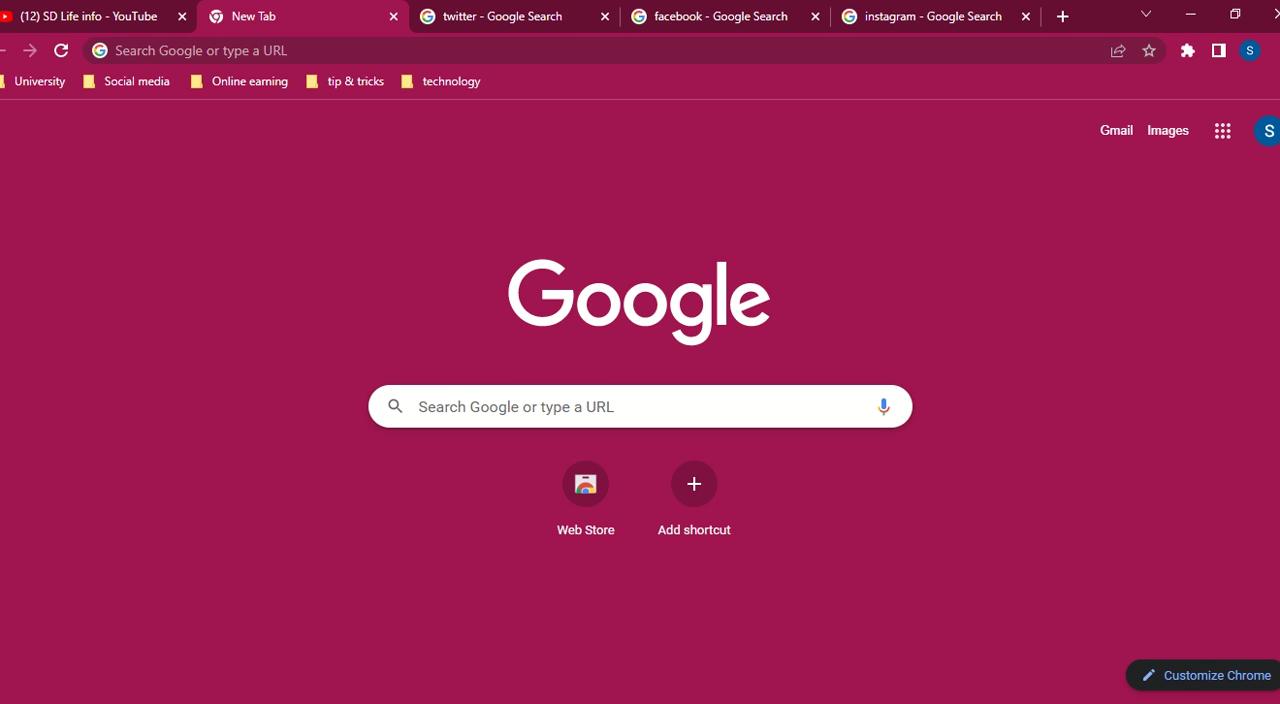 (12) SD Life info - YouTube New Tab twitter - Google Search facebook - Google Search instagram - Google Search
Search Google or type a URL S
University Social media Online earning tip & tricks technology
Gmail Images S
Google
Search Google or type a URL
Web Store Add shortcut
Customize Chrome